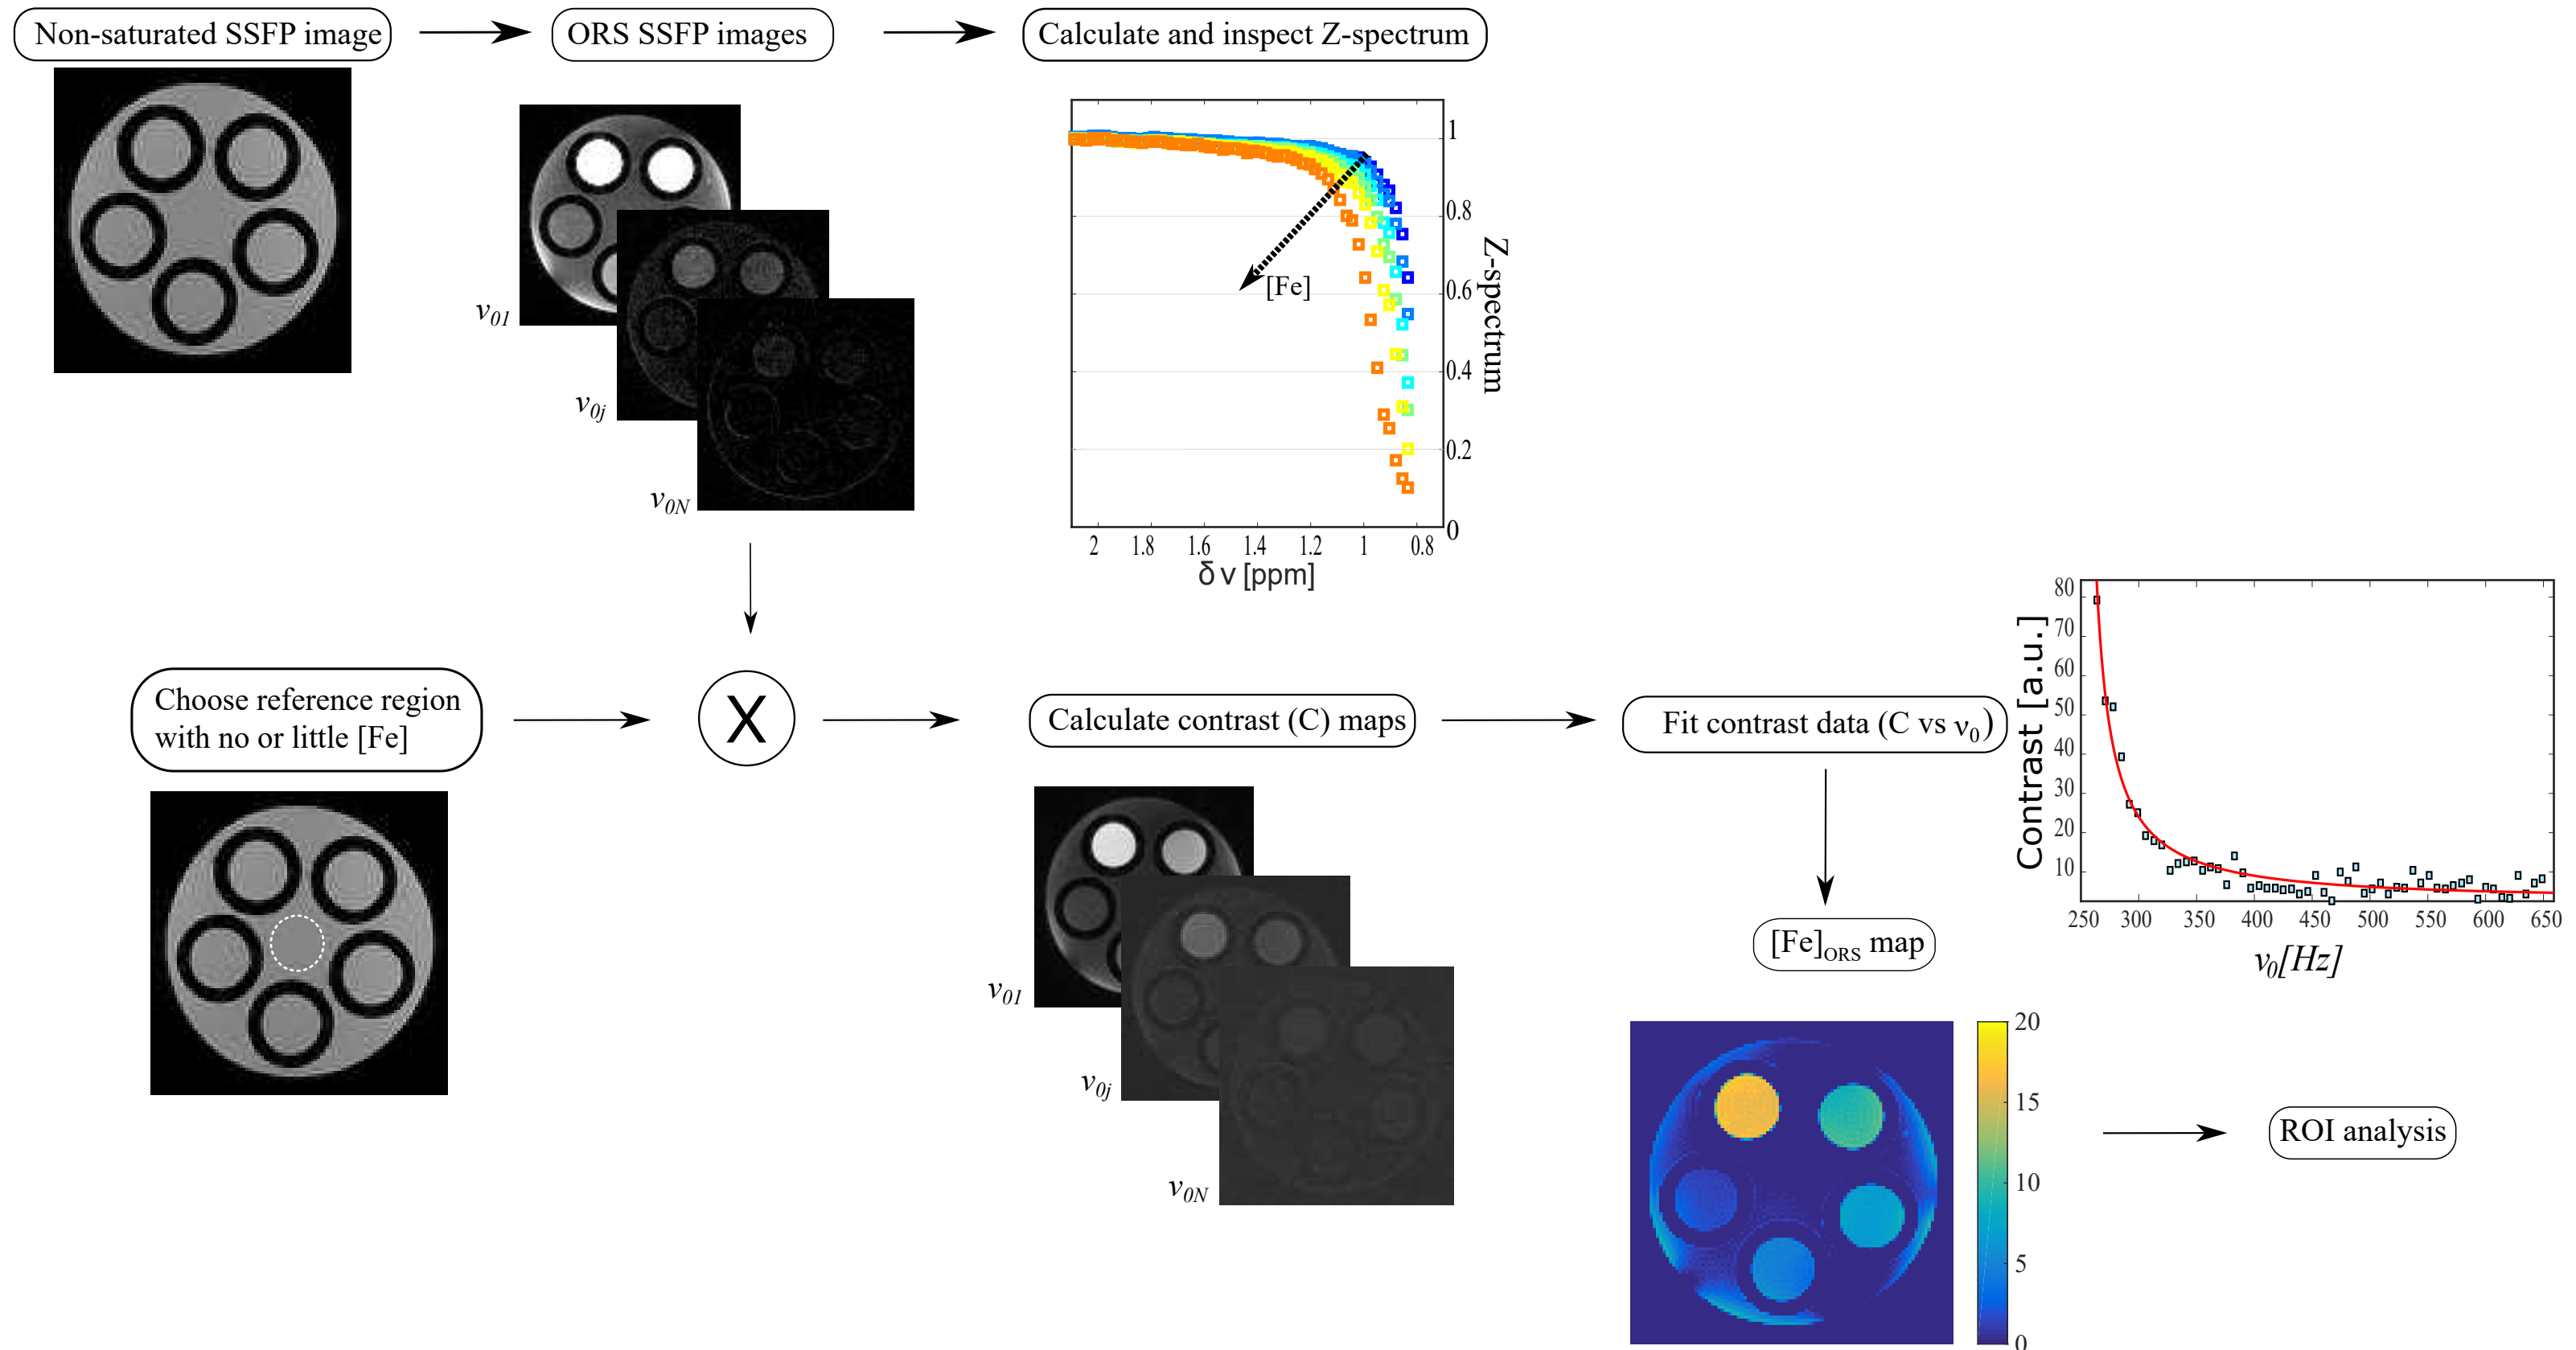 Non-saturated SSFP image
ORS SSFP images
Calculate and inspect Z-spectrum
ν01
ν0j
ν0N
[Fe]
1
0.8
0.6
0.4
0.2
0
Z-spectrum
2 1.8 1.6 1.4 1.2 1 0.8
δ ν [ppm]
Choose reference region
with no or little [Fe]
X
Calculate contrast (C) maps
Fit contrast data (C vs ν0)
ν01
ν0j
ν0N
Contrast [a.u.]
80
70
60
50
40
30
20
10
250 300 350 400 450 500 550 600 650
ν0[Hz]
[Fe]ORS map
20
15
10
5
0
ROI analysis